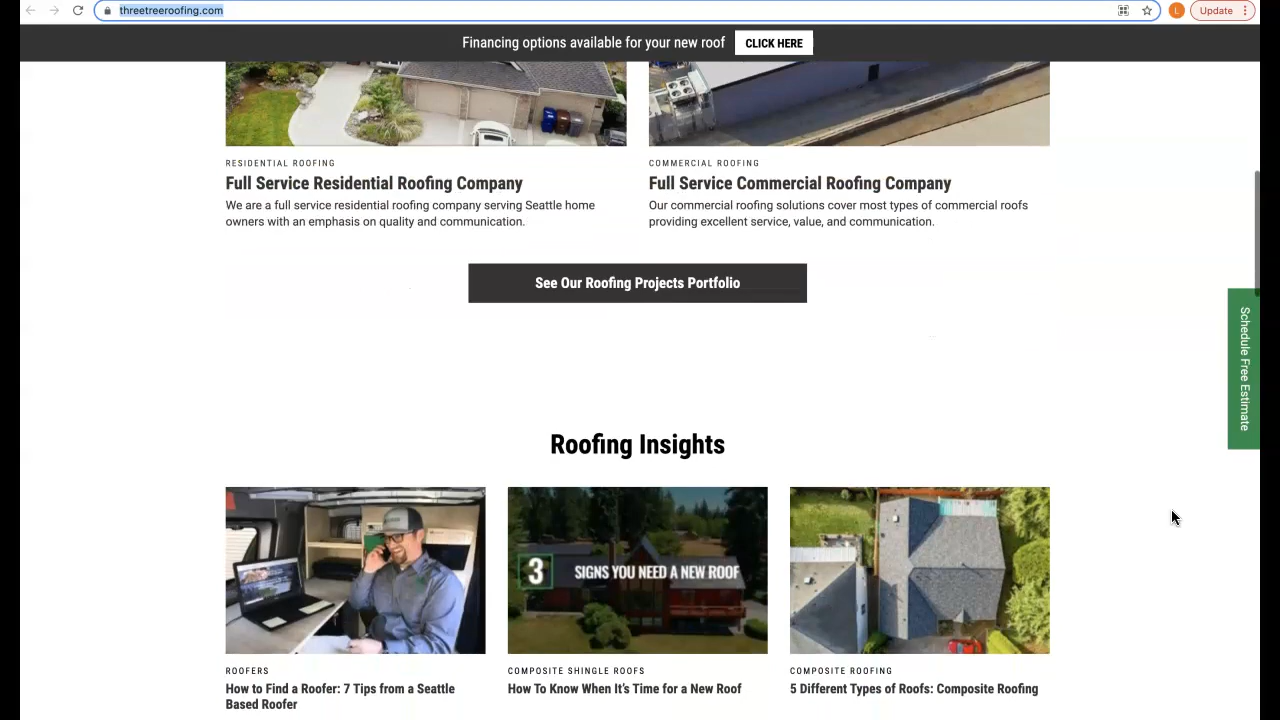 threetreeroofing.com
L
Update
Financing options available for your new roof
CLICK HERE
RESIDENTIAL ROOFING
Full Service Residential Roofing Company
We are a full service residential roofing company serving Seattle home
owners with an emphasis on quality and communication.
COMMERCIAL ROOFING
Full Service Commercial Roofing Company
Our commercial roofing solutions cover most types of commercial roofs
providing excellent service, value, and communication.
See Our Roofing Projects Portfolio
Schedule Free Estimate
Roofing Insights
3 SIGNS YOU NEED A NEW ROOF
ROOFERS
How to Find a Roofer: 7 Tips from a Seattle
Based Roofer
COMPOSITE SHINGLE ROOFS
How To Know When It’s Time for a New Roof
COMPOSITE ROOFING
5 Different Types of Roofs: Composite Roofing